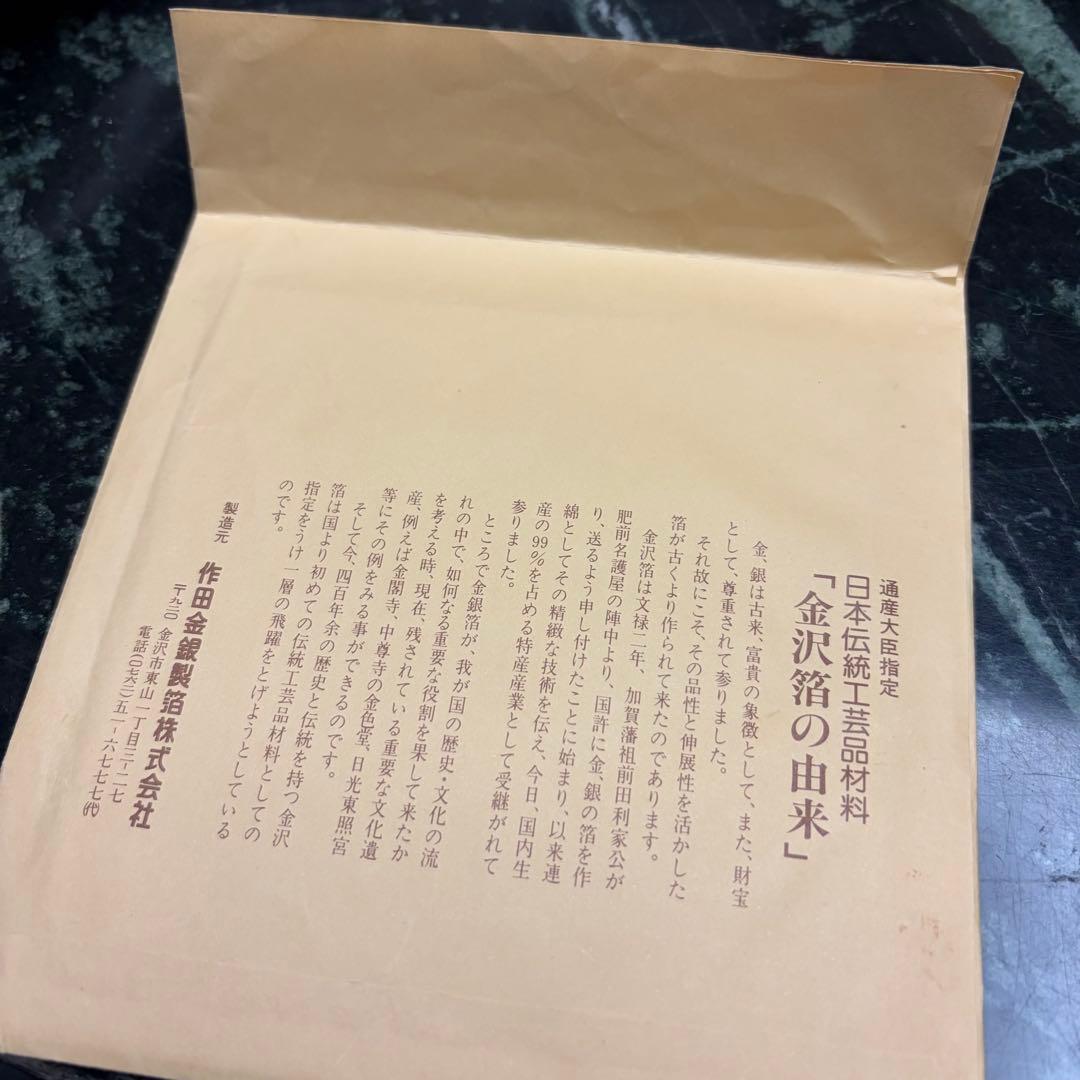 通産大臣指定
日本伝統工芸品材料
「金沢箔の由来」
金、銀は古来、富貴の象徴として、また、財宝
として、尊重されて参りました。
それ故にこそ、その品性と伸展性を活かした
箔が古くより作られて来たのであります。
金沢箔は文禄二年、加賀藩祖前田利家公が
肥前名護屋の陣中より、国許に金、銀の箔を作
り、送るよう申し付けたことに始まり、以来連
綿としてその精緻な技術を伝え、今日、国内生
産の99%を占める特産産業として受継がれて
参りました。
ところで金銀箔が、我が国の歴史・文化の流
れの中で、如何なる重要な役割を果して来たか
を考える時、現在、残されている重要な文化遺
産、例えば金閣寺、中尊寺の金色堂、日光東照宮
等にその例をみる事ができるのです。
そして今、四百年余の歴史と伝統を持つ金沢
箔は国より初めての伝統工芸品材料としての
指定をうけ一層の飛躍をとげようとしている
のです。
製造元 作田金銀製箔株式会社
〒九二〇 金沢市東山一丁目三−二七
電話(〇七六二)五一−六七七七(代)